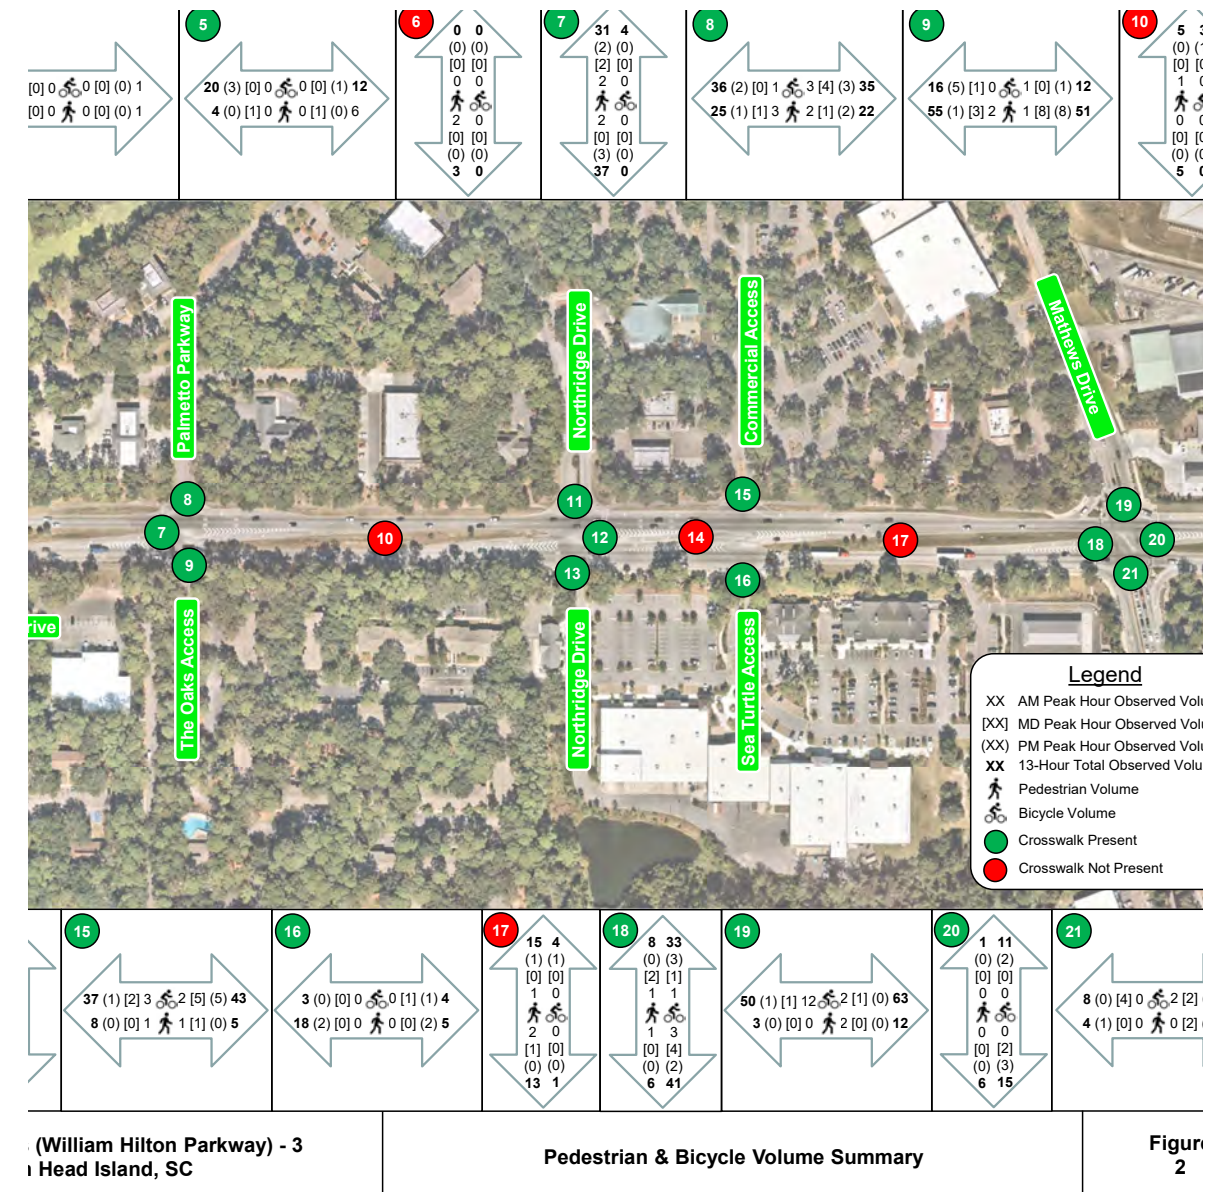 5
6
7
8
9
10
[0] 0 0 [0] (0) 1
[0] 0 0 [0] (0) 1
20 (3) [0] 0 0 [0] (1) 12
4 (0) [1] 0 0 [1] (0) 6
0 0
(0) (0)
[0] [0]
0 0
2 0
[0] [0]
(0) (0)
3 0
31 4
(2) (0)
[2] [0]
2 0
2 0
[0] [0]
(3) (0)
37 0
36 (2) [0] 1 3 [4] (3) 35
25 (1) [1] 3 2 [1] (2) 22
16 (5) [1] 0 1 [0] (1) 12
55 (1) [3] 2 1 [8] (8) 51
5
(0)
[0]
1
0
[0]
(0)
5
Palmetto Parkway
Northridge Drive
Commercial Access
Mathews Drive
8
7
9
10
11
12
13
14
15
16
17
18
19
20
21
rive
The Oaks Access
Northridge Drive
Sea Turtle Access
Legend
XX AM Peak Hour Observed
[XX] MD Peak Hour Observed
(XX) PM Peak Hour Observed
XX 13-Hour Total Observed
Pedestrian Volume
Bicycle Volume
Crosswalk Present
Crosswalk Not Present
15
16
17
18
19
20
21
37 (1) [2] 3 2 [5] (5) 43
8 (0) [0] 1 1 [1] (0) 5
3 (0) [0] 0 0 [1] (1) 4
18 (2) [0] 0 0 [0] (2) 5
15 4
(1) (1)
[0] [0]
1 0
2 0
[1] [0]
(0) (0)
13 1
8 33
(0) (3)
[2] [1]
1 1
1 3
[0] [4]
(0) (2)
6 41
50 (1) [1] 12 2 [1] (0) 63
3 (0) [0] 0 2 [0] (0) 12
1 11
(0) (2)
[0] [0]
0 0
0 0
[0] [2]
(0) (3)
6 15
8 (0) [4] 0 2 [2]
4 (1) [0] 0 0 [2]
(William Hilton Parkway) - 3
Head Island, SC
Pedestrian & Bicycle Volume Summary
Figure
2